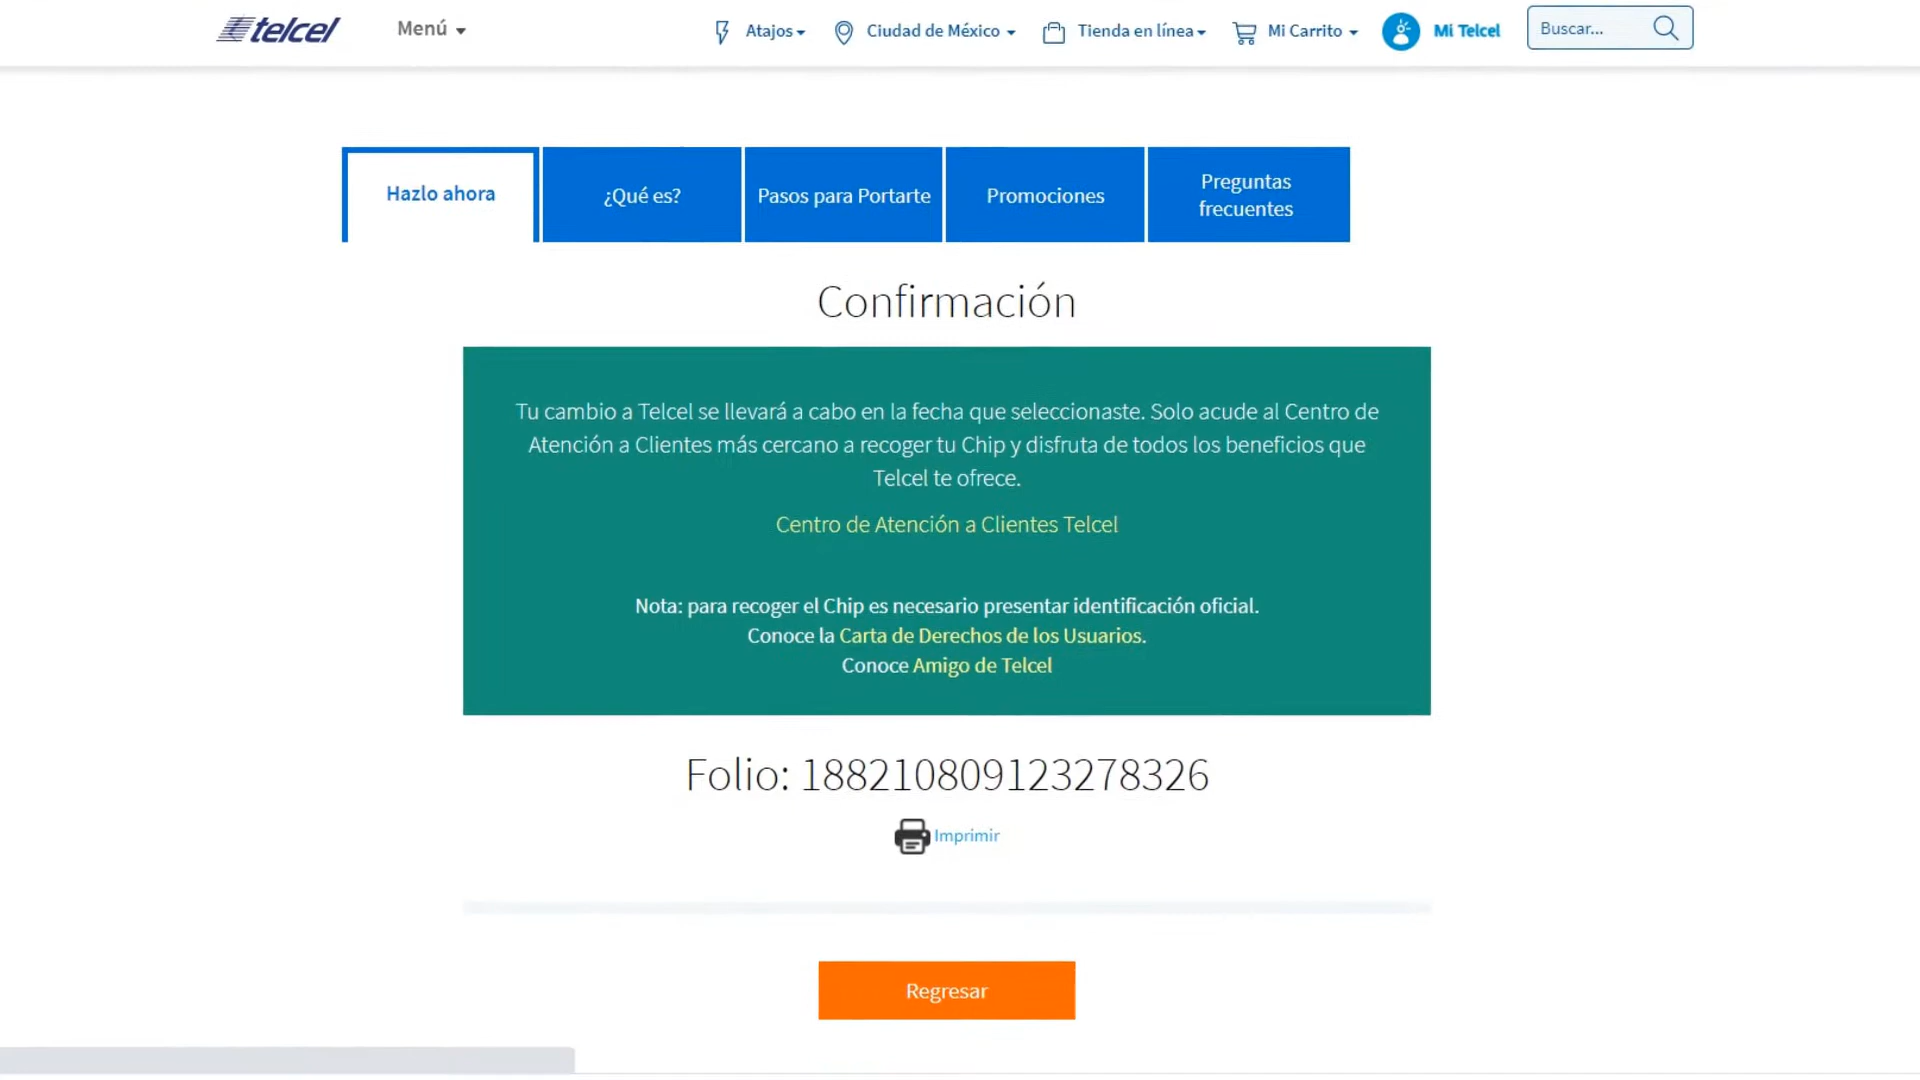 telcel
Menú
Atajos
Ciudad de México
Tienda en línea
Mi Carrito
Mi Telcel
Buscar...
Hazlo ahora
¿Qué es?
Pasos para Portarte
Promociones
Preguntas
frecuentes
Confirmación
Tu cambio a Telcel se llevará a cabo en la fecha que seleccionaste. Solo acude al Centro de
Atención a Clientes más cercano a recoger tu Chip y disfruta de todos los beneficios que
Telcel te ofrece.
Centro de Atención a Clientes Telcel
Nota: para recoger el Chip es necesario presentar identificación oficial.
Conoce la Carta de Derechos de los Usuarios.
Conoce Amigo de Telcel
Folio: 188210809123278326
Imprimir
Regresar